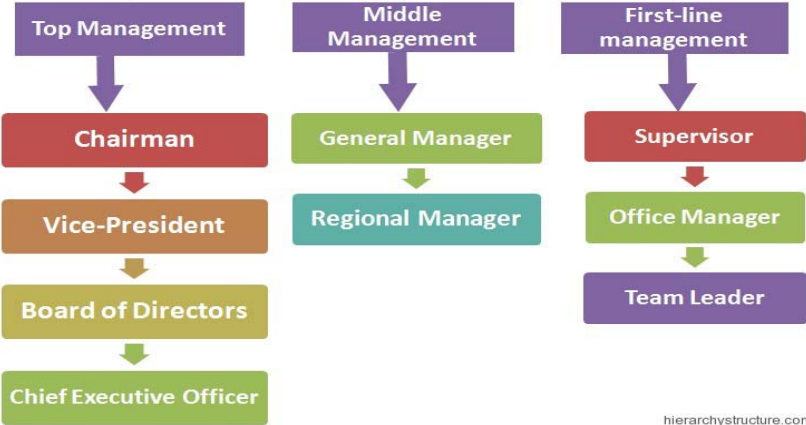 Top Management
Chairman
Vice-President
Board of Directors
Chief Executive Officer
Middle
Management
General Manager
Regional Manager
First-line
management
Supervisor
Office Manager
Team Leader
hierarchystructure.com